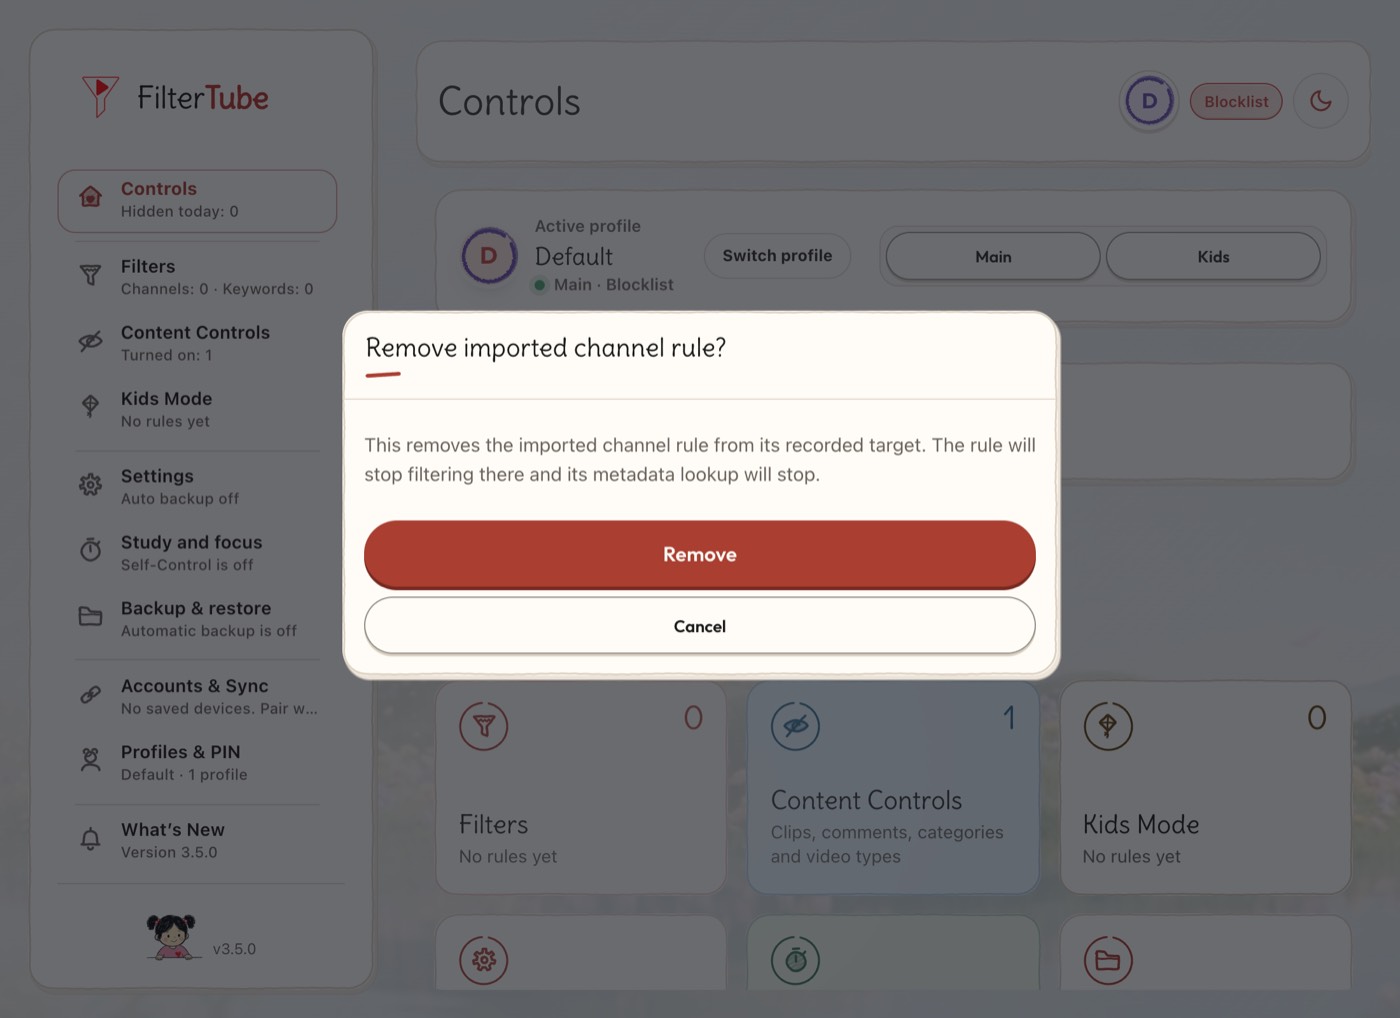 FilterTube
Controls
Hidden today: 0
Filters
Channels: 0 · Keywords: 0
Content Controls
Turned on: 1
Kids Mode
No rules yet
Settings
Auto backup off
Study and focus
Self-Control is off
Backup & restore
Automatic backup is off
Accounts & Sync
No saved devices. Pair w...
Profiles & PIN
Default · 1 profile
What's New
Version 3.5.0
v3.5.0
Controls
D
Blocklist
D
Active profile
Default
Main · Blocklist
Switch profile
Main
Kids
Remove imported channel rule?
This removes the imported channel rule from its recorded target. The rule will
stop filtering there and its metadata lookup will stop.
Remove
Cancel
0
Filters
No rules yet
1
Content Controls
Clips, comments, categories
and video types
0
Kids Mode
No rules yet